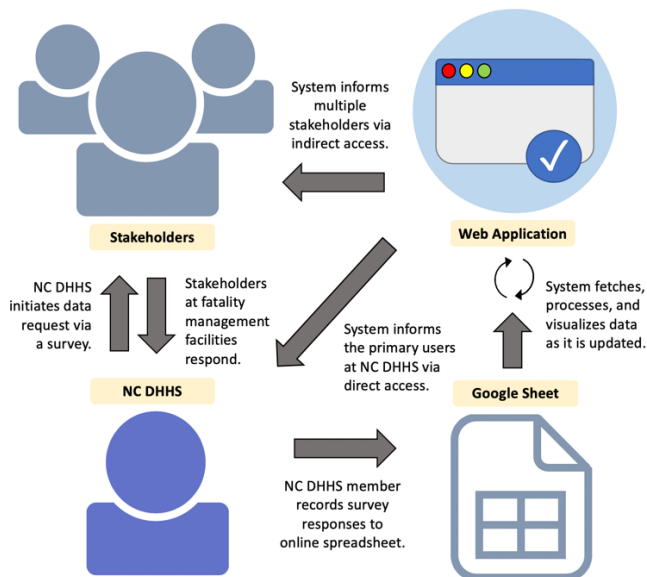 System informs
multiple
stakeholders via
indirect access.
Stakeholders
Web Application
NC DHHS
initiates data
request via
a survey.
Stakeholders
at fatality
management
facilities
respond.
System informs
the primary users
at NC DHHS via
direct access.
System fetches,
processes, and
visualizes data
as it is updated.
NC DHHS
Google Sheet
NC DHHS member
records survey
responses to
online spreadsheet.